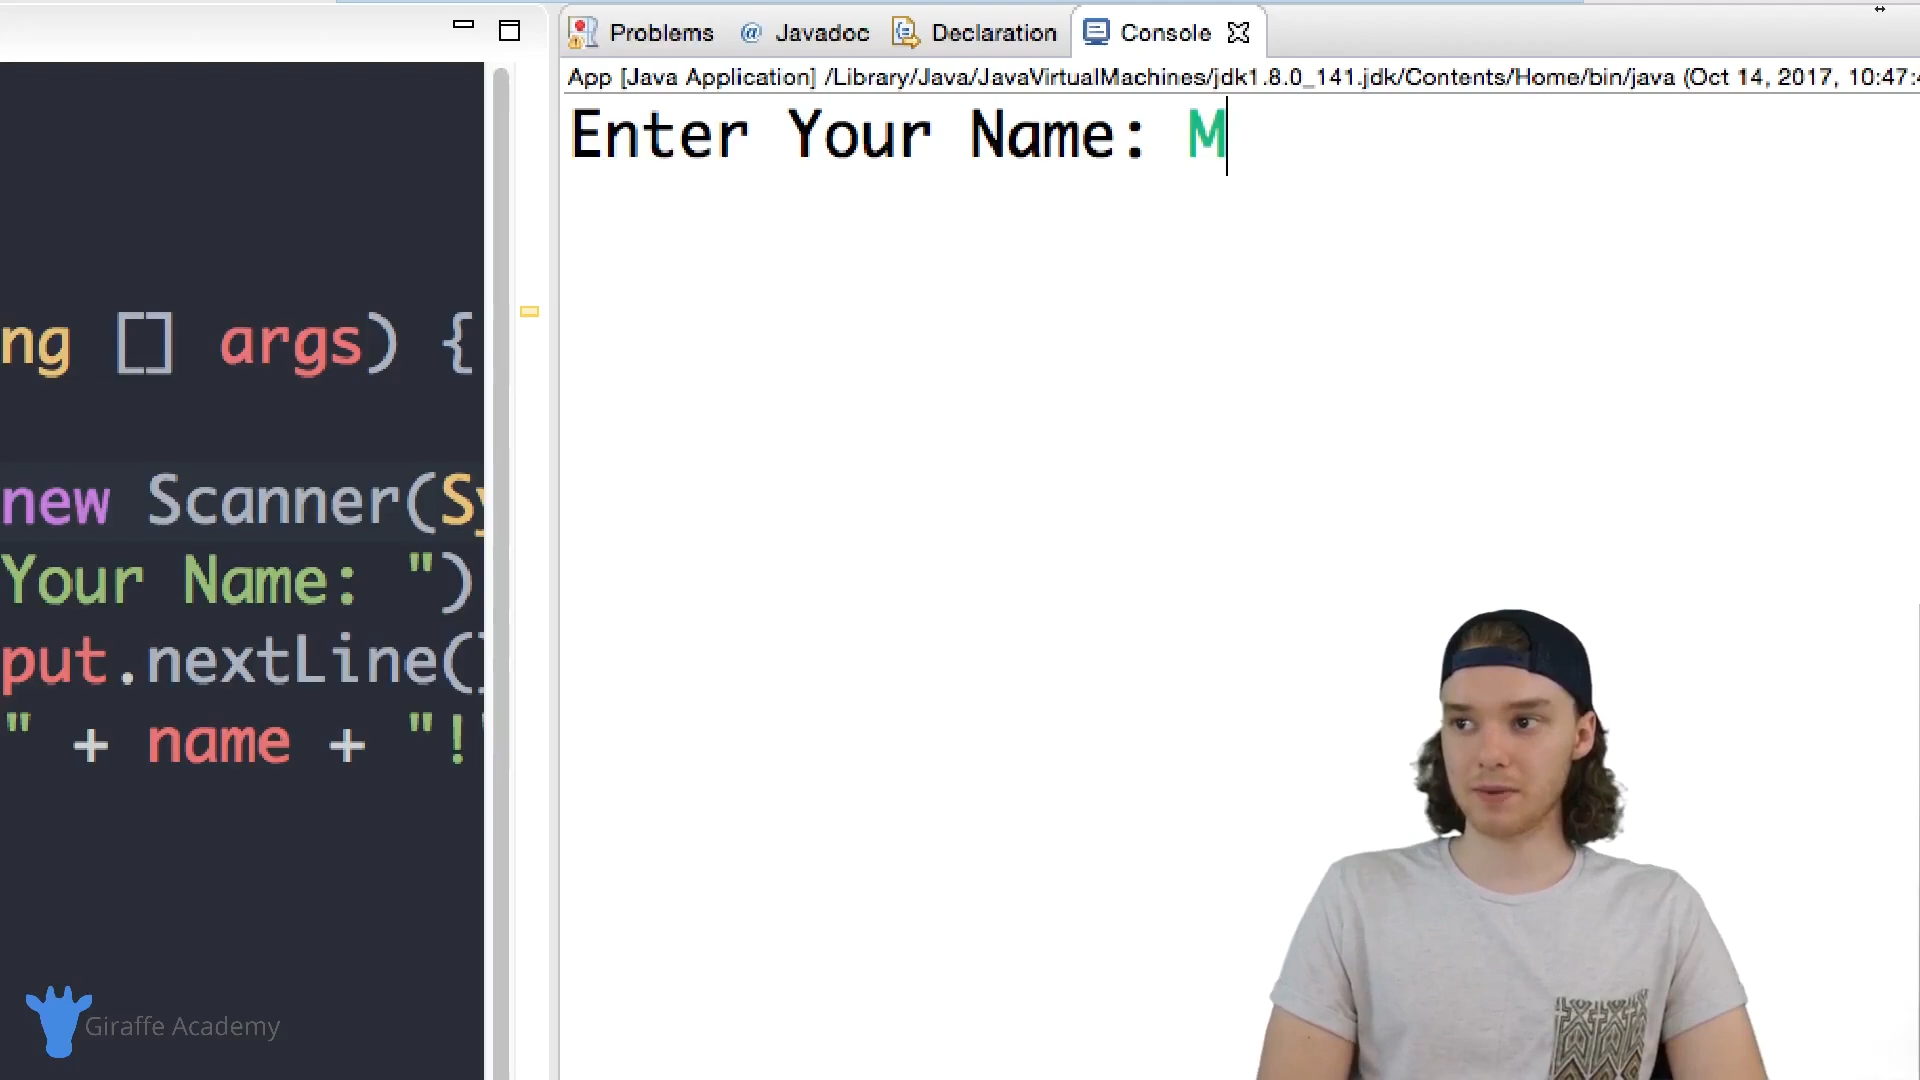 Problems @ Javadoc Declaration Console
App [Java Application] /Library/Java/JavaVirtualMachines/jdk1.8.0_141.jdk/Contents/Home/bin/java (Oct 14, 2017, 10:47:
Enter Your Name: M
ng [] args) {
new Scanner(Sy
Your Name: ")
put.nextLine()
" + name + "!"
Giraffe Academy